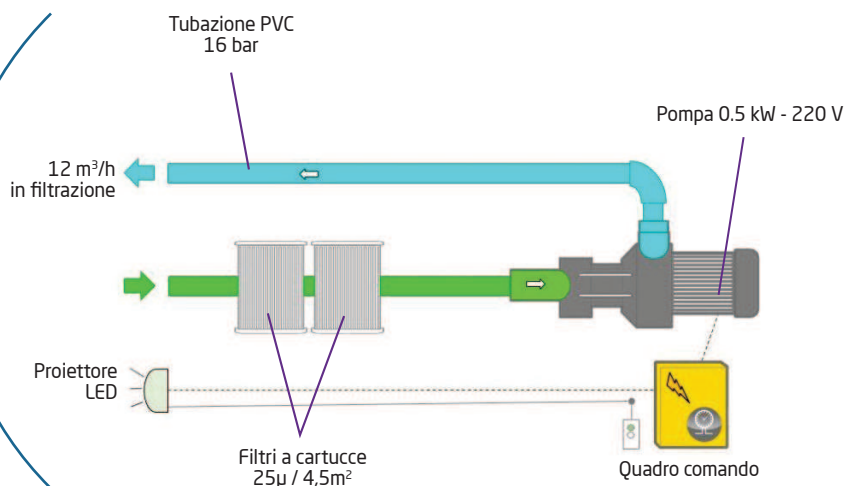 Tubazione PVC
16 bar
Pompa 0.5 kW - 220 V
12 m³/h
in filtrazione
Proiettore
LED
Filtri a cartucce
25µ / 4,5m²
Quadro comando